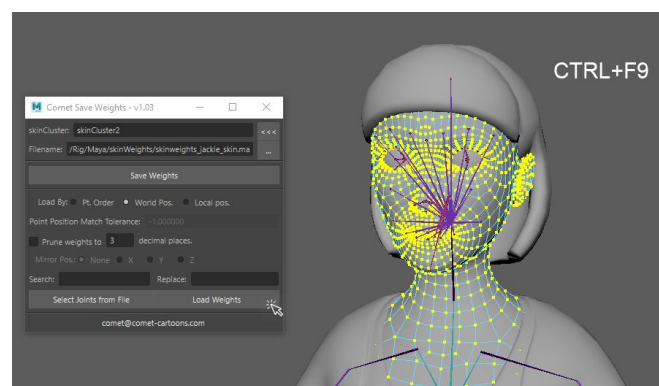 CTRL+F9
Comet Save Weights - v1.03
skinCluster: skinCluster2 <<<
Filename: /Rig/Maya/skinWeights/skinweights_jackie_skin.ma ...
Save Weights
Load By: Pt. Order World Pos. Local pos.
Point Position Match Tolerance: -1.000000
Prune weights to 3 decimal places.
Mirror Pos.: None X Y Z
Search: Replace:
Select Joints from File Load Weights
comet@comet-cartoons.com